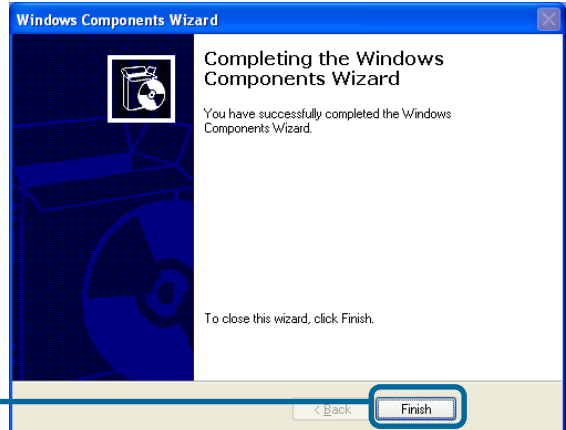 Windows Components Wizard
Completing the Windows
Components Wizard
You have successfully completed the Windows
Components Wizard.
To close this wizard, click Finish.
< Back
Finish